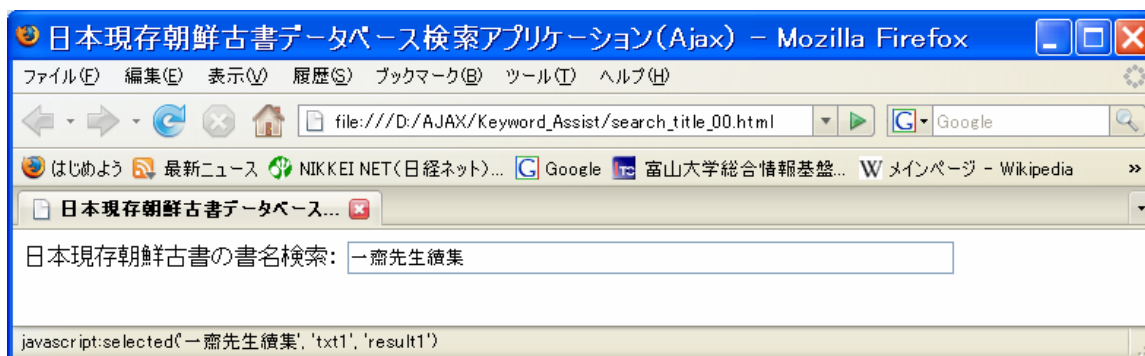 日本現存朝鮮古書データベース検索アプリケーション(Ajax) - Mozilla Firefox
ファイル(F) 編集(E) 表示(V) 履歴(S) ブックマーク(B) ツール(T) ヘルプ(H)
file:///D:/AJAX/Keyword_Assist/search_title_00.html G Google
はじめよう 最新ニュース NIKKEI NET(日経ネット)... G Google ITC 富山大学総合情報基盤... W メインページ - Wikipedia »
日本現存朝鮮古書データベース...
日本現存朝鮮古書の書名検索: 一齋先生續集
javascript:selected('一齋先生續集', 'txt1', 'result1')